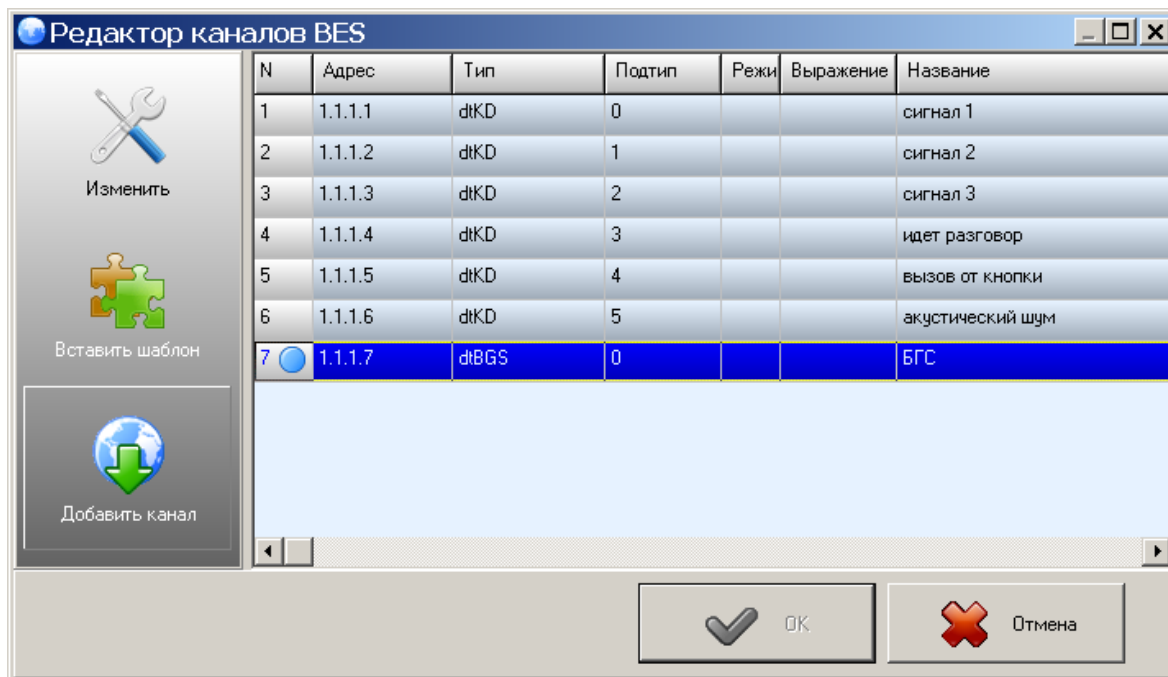 Редактор каналов BES
N Адрес Тип Подтип Режи Выражение Название
1 1.1.1.1 dtKD 0 сигнал 1
2 1.1.1.2 dtKD 1 сигнал 2
3 1.1.1.3 dtKD 2 сигнал 3
4 1.1.1.4 dtKD 3 идет разговор
5 1.1.1.5 dtKD 4 вызов от кнопки
6 1.1.1.6 dtKD 5 акустический шум
7 1.1.1.7 dtBGS 0 БГС
Изменить
Вставить шаблон
Добавить канал
OK
Отмена